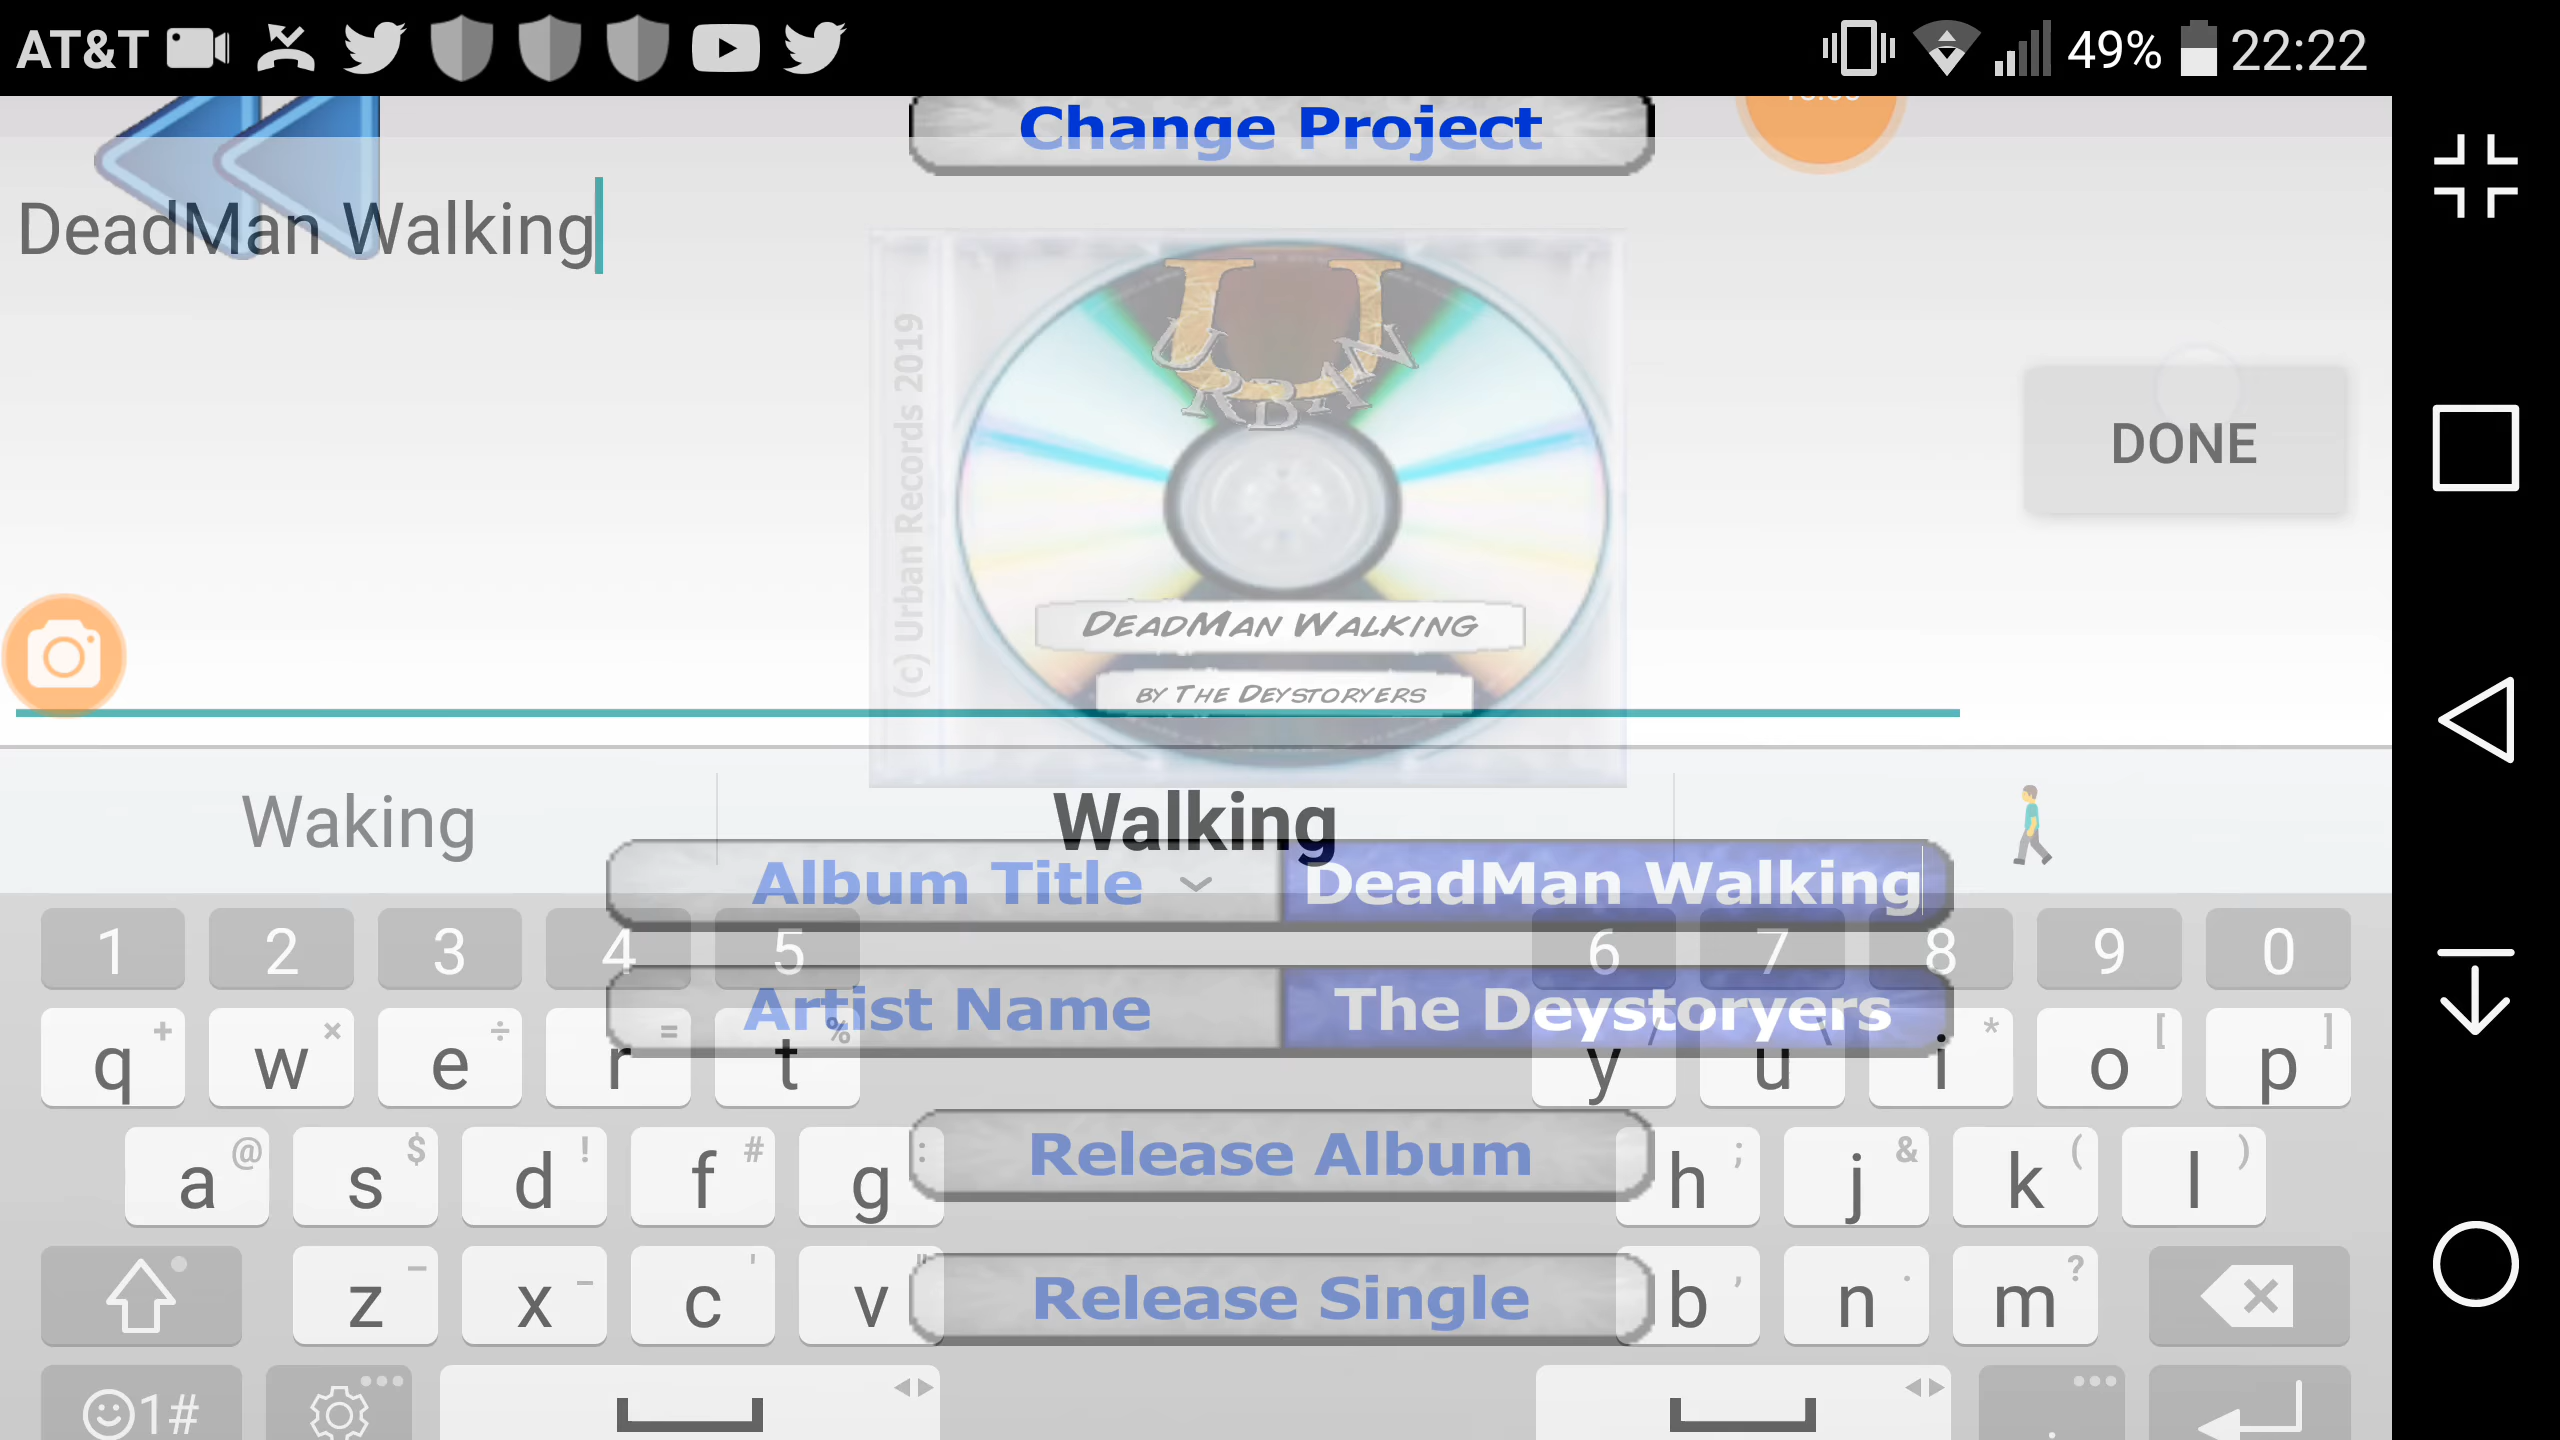 AT&T 49% 22:22
Change Project
DeadMan Walking
(c) Urban Records 2019
U
URBAN
DONE
DEADMAN WALKING
BY THE DEYSTORYERS
Waking Walking
Album Title DeadMan Walking
1 2 3 4 5 6 7 8 9 0
Artist Name The Deystoryers
+ × ÷ = % / \ * [ ]
q w e r t y u i o p
@ $ ! # : ; & ( )
a s d f g h j k l
Release Album
Release Single
z x c v b n m
1#